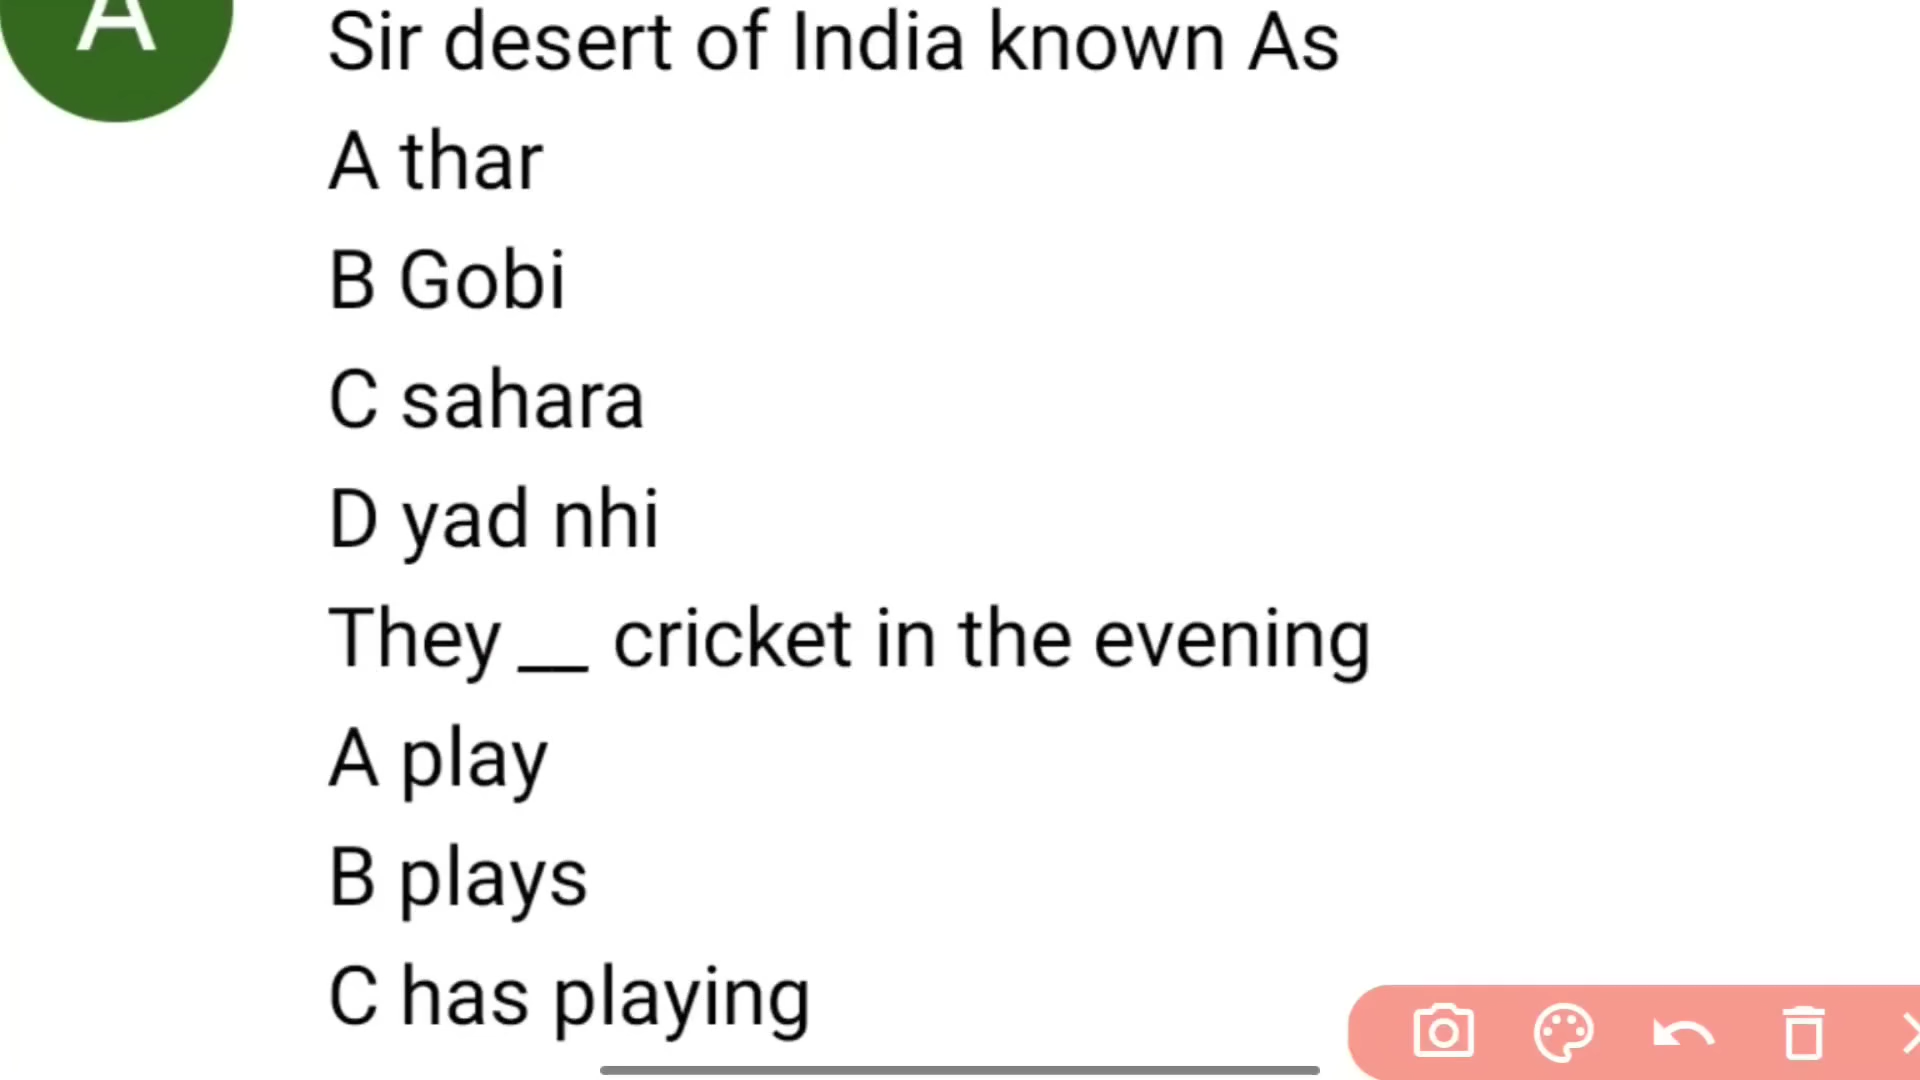 A
Sir desert of India known As
A thar
B Gobi
C sahara
D yad nhi
They __ cricket in the evening
A play
B plays
C has playing